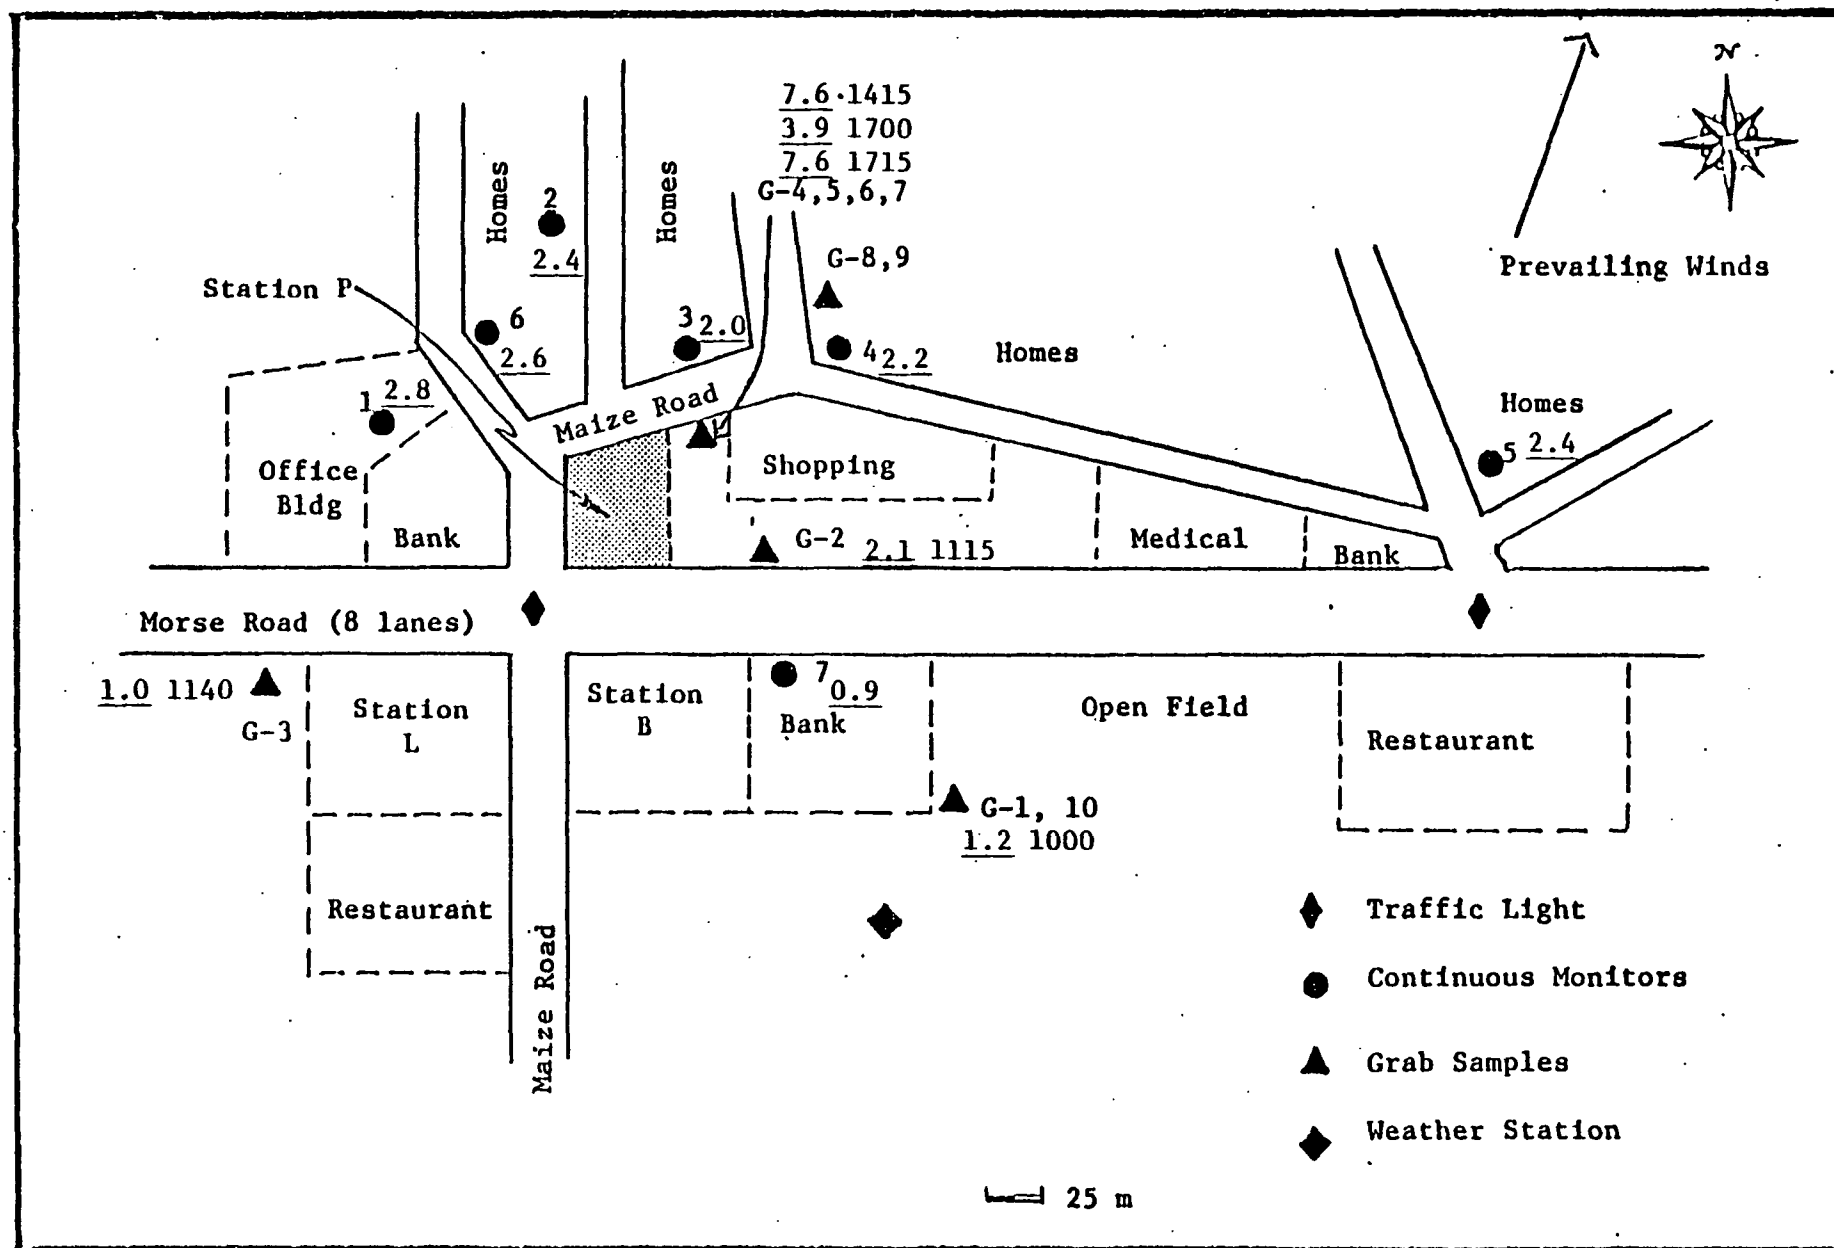 N
7.6 1415
3.9 1700
7.6 1715
G-4,5,6,7
Homes
Homes
2
2.4
G-8,9
Prevailing Winds
Station P
6
2.6
3 2.0
4 2.2
Homes
1 2.8
Maize Road
Homes
5 2.4
Office
Bldg
Shopping
Bank
G-2 2.1 1115
Medical
Bank
Morse Road (8 lanes)
1.0 1140
G-3
Station
L
Station
B
7 0.9
Bank
Open Field
Restaurant
G-1, 10
1.2 1000
Restaurant
Maize Road
Traffic Light
Continuous Monitors
Grab Samples
Weather Station
25 m